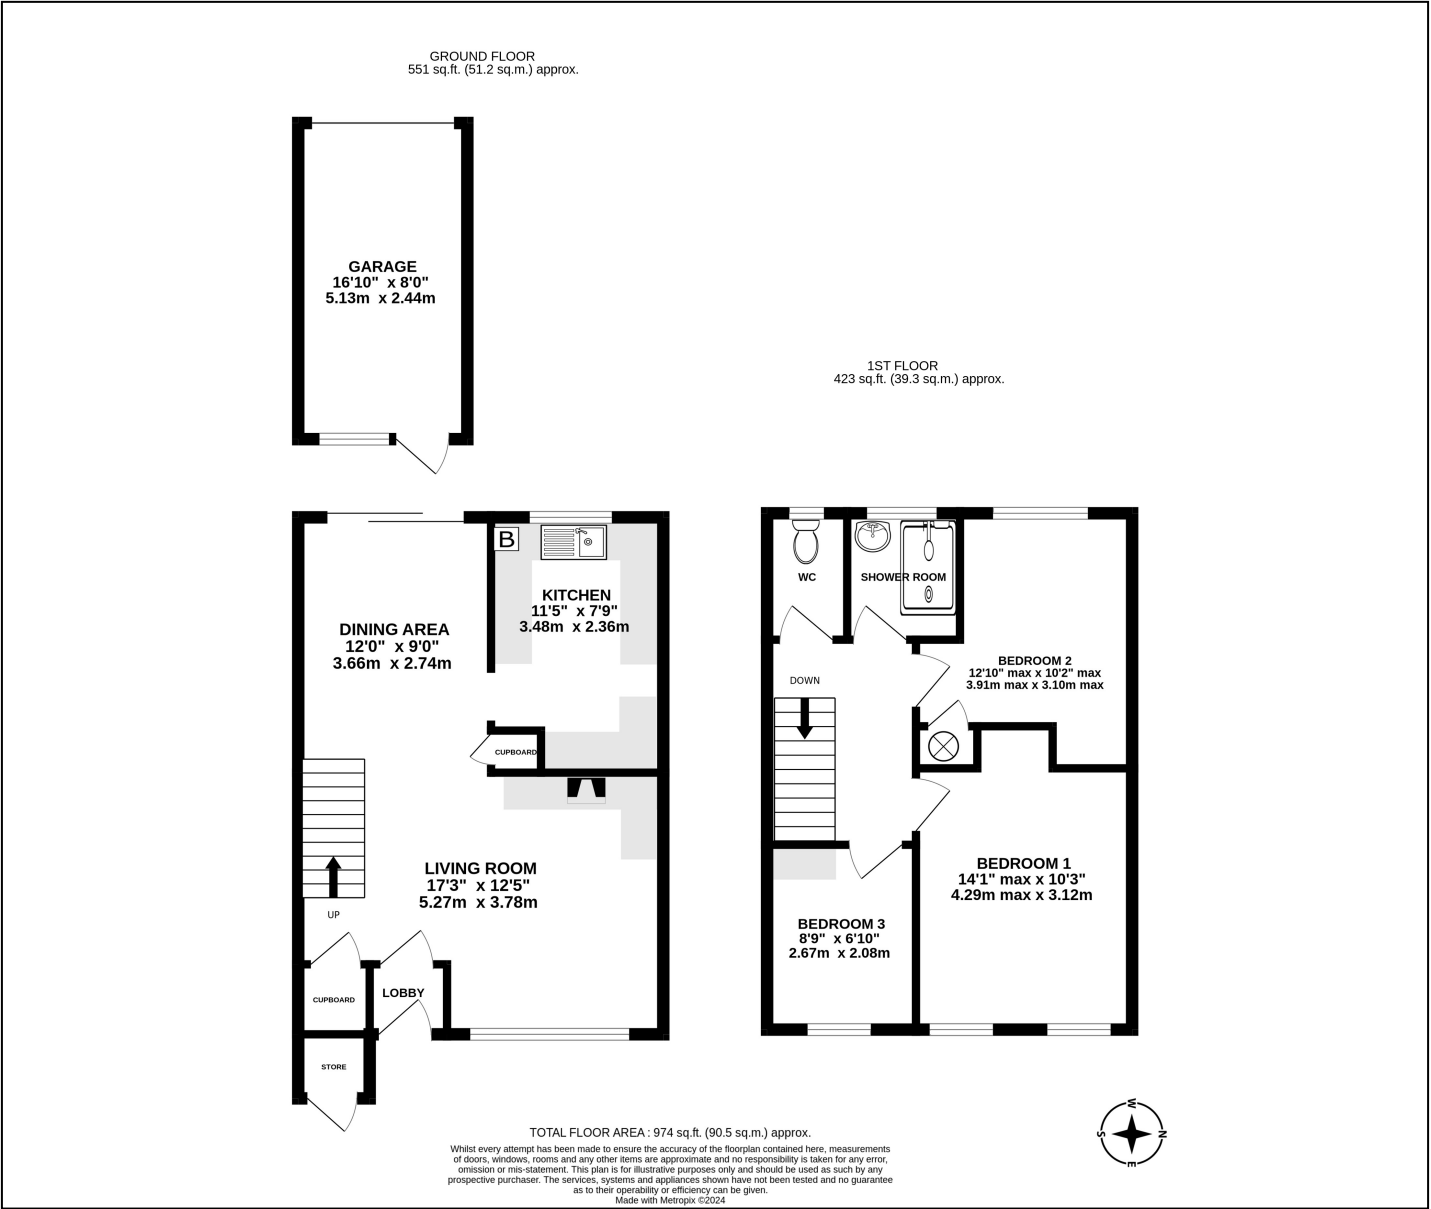 GROUND FLOOR
551 sq.ft. (51.2 sq.m.) approx.
GARAGE
16'10" x 8'0"
5.13m x 2.44m
1ST FLOOR
423 sq.ft. (39.3 sq.m.) approx.
B
KITCHEN
11'5" x 7'9"
3.48m x 2.36m
DINING AREA
12'0" x 9'0"
3.66m x 2.74m
CUPBOARD
LIVING ROOM
17'3" x 12'5"
5.27m x 3.78m
UP
CUPBOARD
LOBBY
STORE
WC
SHOWER ROOM
BEDROOM 2
12'10" max x 10'2" max
3.91m max x 3.10m max
DOWN
BEDROOM 1
14'1" max x 10'3"
4.29m max x 3.12m
BEDROOM 3
8'9" x 6'10"
2.67m x 2.08m
W
S
N
E
TOTAL FLOOR AREA : 974 sq.ft. (90.5 sq.m.) approx.
Whilst every attempt has been made to ensure the accuracy of the floorplan contained here, measurements
of doors, windows, rooms and any other items are approximate and no responsibility is taken for any error,
omission or mis-statement. This plan is for illustrative purposes only and should be used as such by any
prospective purchaser. The services, systems and appliances shown have not been tested and no guarantee
as to their operability or efficiency can be given.
Made with Metropix ©2024